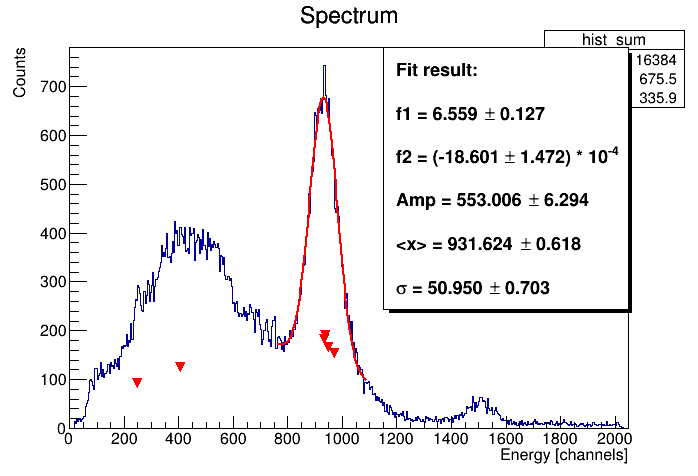 Spectrum
hist_sum
16384
675.5
335.9
Fit result:
f1 = 6.559 ± 0.127
f2 = (-18.601 ± 1.472) * 10⁻⁴
Amp = 553.006 ± 6.294
<x> = 931.624 ± 0.618
σ = 50.950 ± 0.703
Counts
700
600
500
400
300
200
100
0
0 200 400 600 800 1000 1200 1400 1600 1800 2000
Energy [channels]